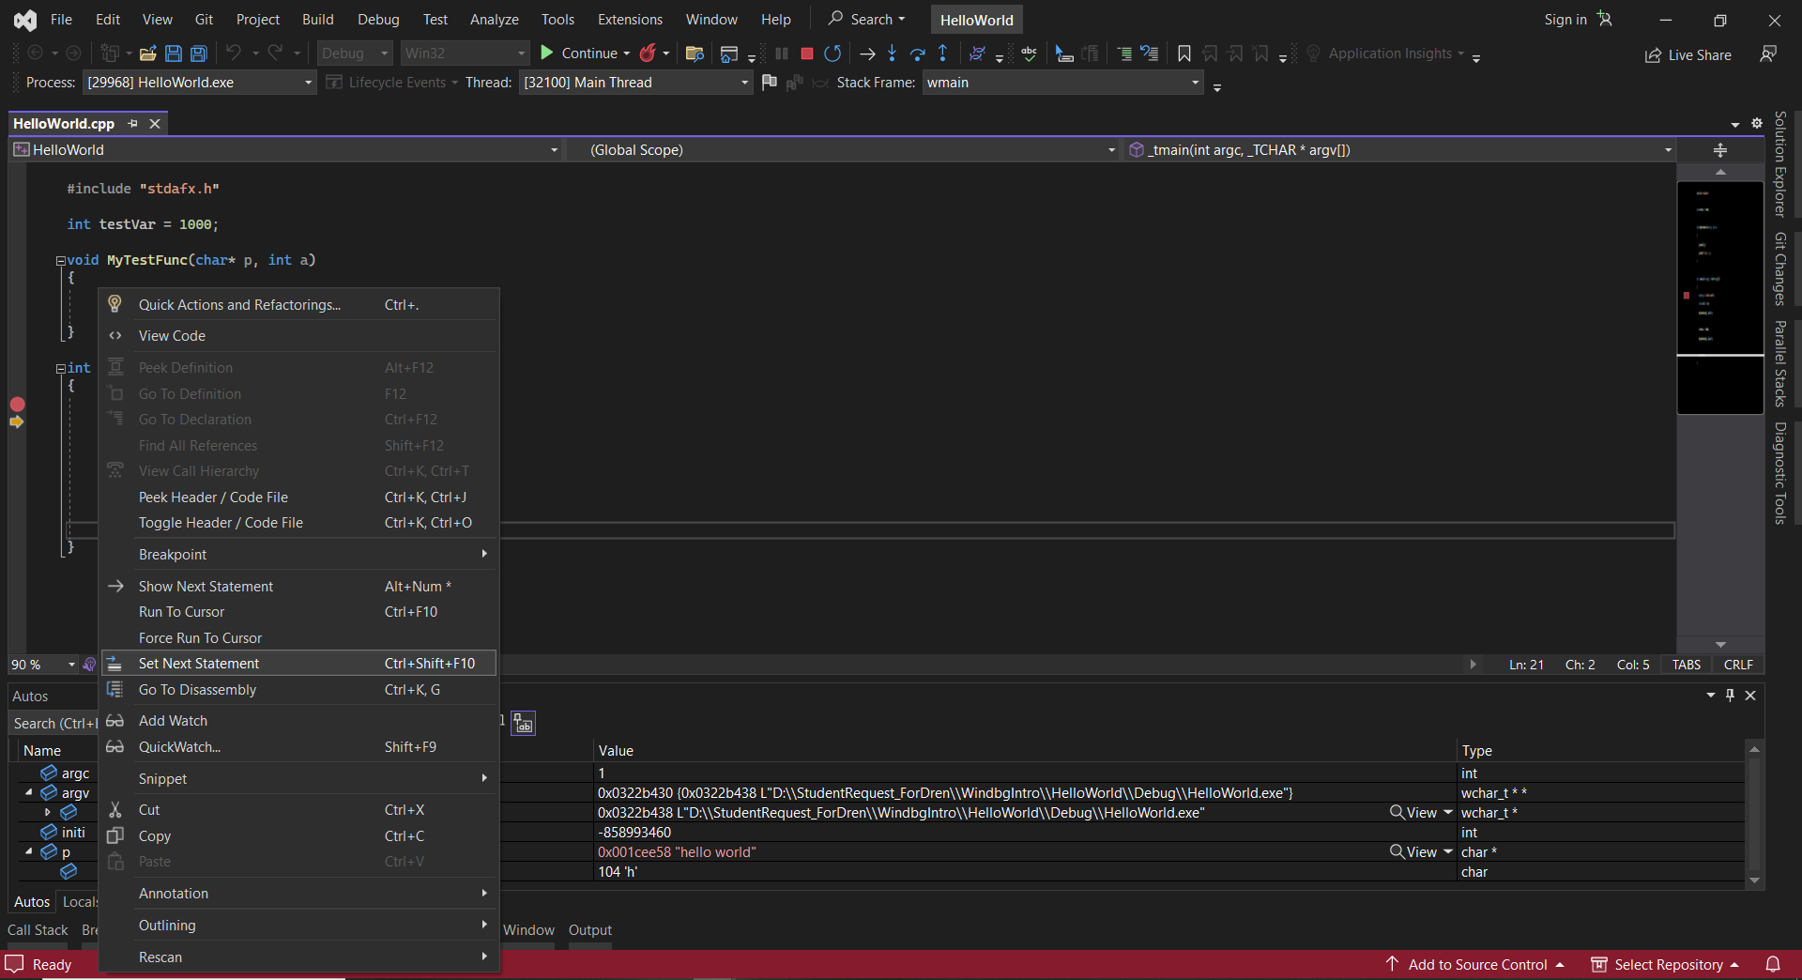 File Edit View Git Project Build Debug Test Analyze Tools Extensions Window Help Search HelloWorld Sign in
Debug Win32 Continue abc Application Insights Live Share
Process: [29968] HelloWorld.exe Lifecycle Events Thread: [32100] Main Thread Stack Frame: wmain
HelloWorld.cpp
HelloWorld (Global Scope) _tmain(int argc, _TCHAR * argv[])
#include "stdafx.h"
int testVar = 1000;
void MyTestFunc(char* p, int a)
{
}
int
{
}
Quick Actions and Refactorings... Ctrl+.
View Code
Peek Definition Alt+F12
Go To Definition F12
Go To Declaration Ctrl+F12
Find All References Shift+F12
View Call Hierarchy Ctrl+K, Ctrl+T
Peek Header / Code File Ctrl+K, Ctrl+J
Toggle Header / Code File Ctrl+K, Ctrl+O
Breakpoint
Show Next Statement Alt+Num *
Run To Cursor Ctrl+F10
Force Run To Cursor
Set Next Statement Ctrl+Shift+F10
Go To Disassembly Ctrl+K, G
Add Watch
QuickWatch... Shift+F9
Snippet
Cut Ctrl+X
Copy Ctrl+C
Paste Ctrl+V
Annotation
Outlining
Rescan
Solution Explorer
Git Changes
Parallel Stacks
Diagnostic Tools
90 % Ln: 21 Ch: 2 Col: 5 TABS CRLF
Autos
Search (Ctrl+
Name Value Type
argc 1 int
argv 0x0322b430 {0x0322b438 L"D:\\StudentRequest_ForDren\\WindbgIntro\\HelloWorld\\Debug\\HelloWorld.exe"} wchar_t * *
0x0322b438 L"D:\\StudentRequest_ForDren\\WindbgIntro\\HelloWorld\\Debug\\HelloWorld.exe" View wchar_t *
initi -858993460 int
p 0x001cee58 "hello world" View char *
104 'h' char
Autos Locals
Call Stack Bre Window Output
Ready Add to Source Control Select Repository